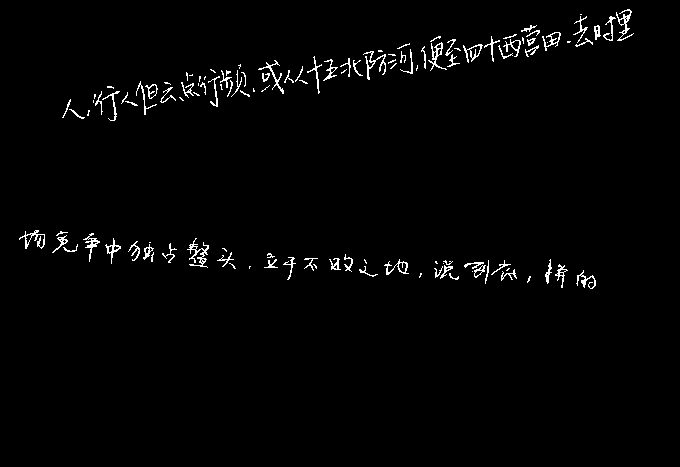 人,行人但云点行频.或从十五北防河,便至四十西营田.去时里
场竞争中独占鳌头.立于不败之地,说到底,拼的